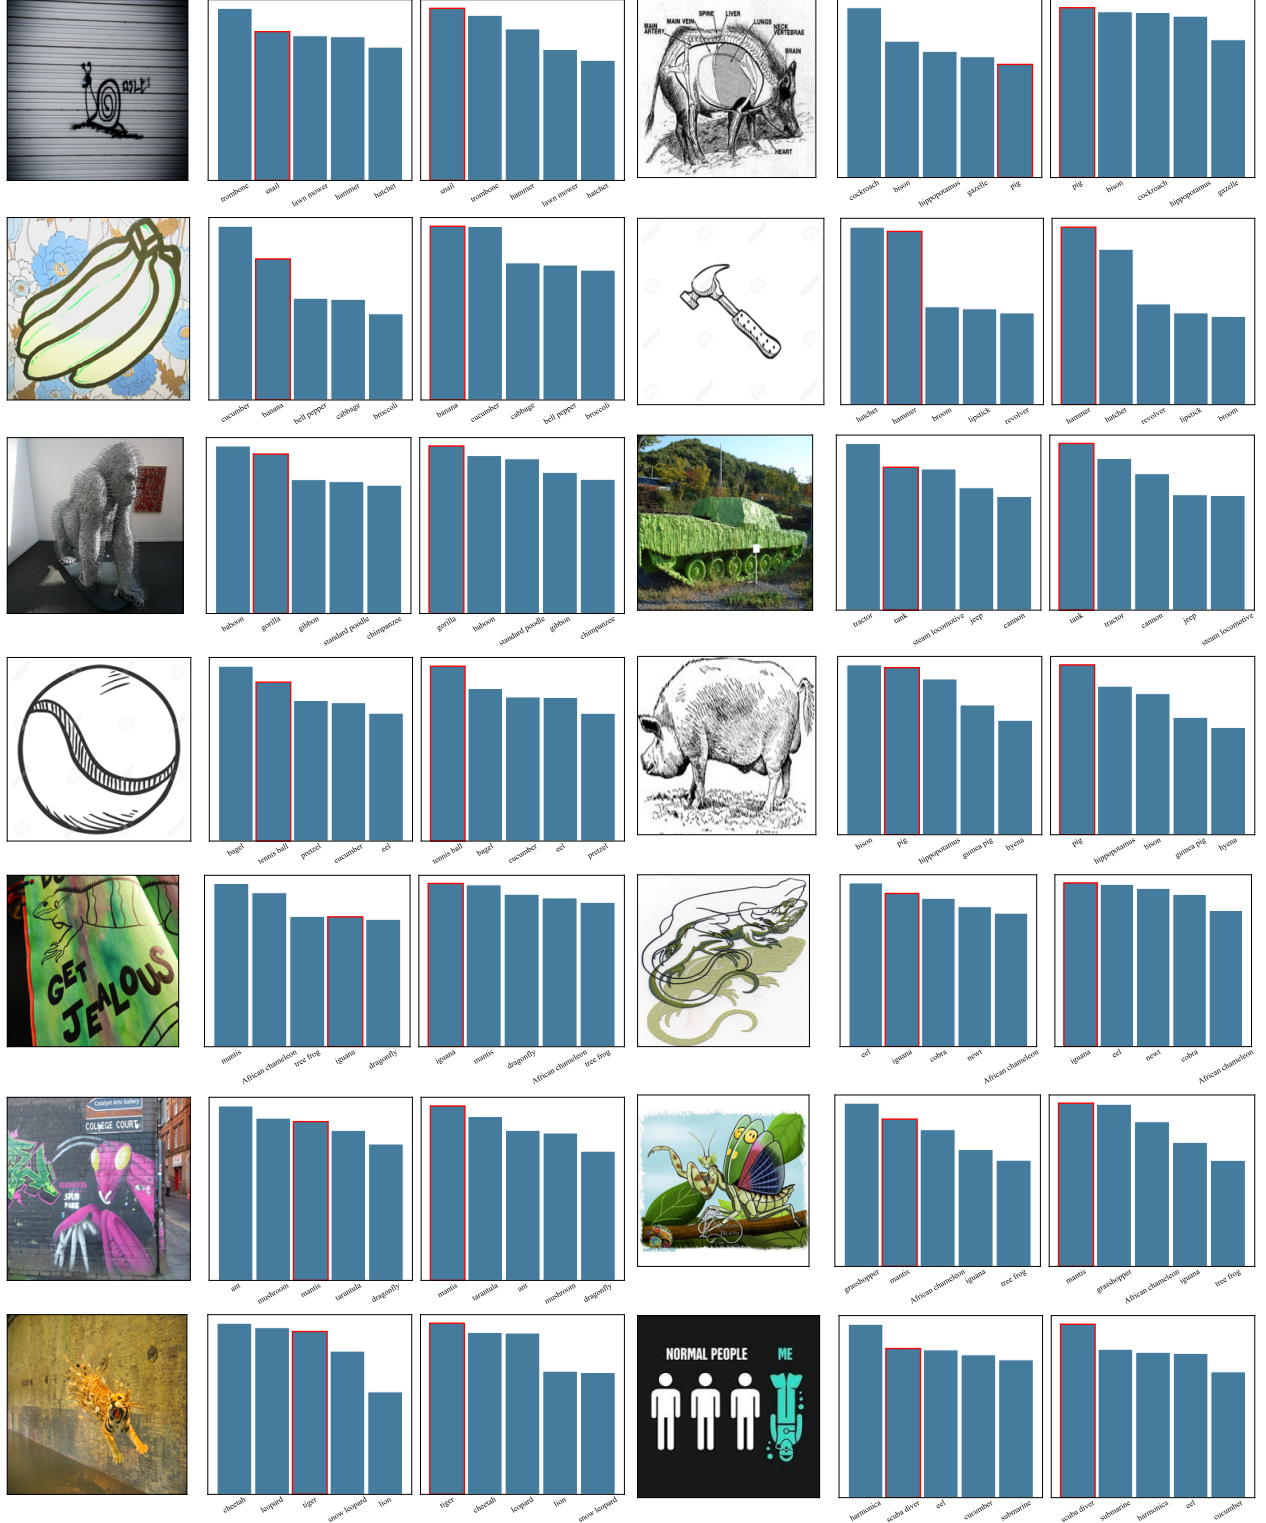 OSLO
trombone
snail
lawn mower
hammer
hatchet
snail
trombone
hammer
lawn mower
hatchet
MAIN ARTERY
MAIN VEIN
SPINE
LIVER
LUNGS
NECK VERTEBRAE
BRAIN
HEART
cockroach
bison
hippopotamus
gazelle
pig
pig
bison
cockroach
hippopotamus
gazelle
cucumber
banana
bell pepper
cabbage
broccoli
banana
cucumber
cabbage
bell pepper
broccoli
hatchet
hammer
broom
lipstick
revolver
hammer
hatchet
revolver
lipstick
broom
baboon
gorilla
gibbon
standard poodle
chimpanzee
gorilla
baboon
standard poodle
gibbon
chimpanzee
tractor
tank
steam locomotive
jeep
cannon
tank
tractor
cannon
jeep
steam locomotive
bagel
tennis ball
pretzel
cucumber
eel
tennis ball
bagel
cucumber
eel
pretzel
bison
pig
hippopotamus
guinea pig
hyena
pig
hippopotamus
bison
guinea pig
hyena
GET
JEALOUS
mantis
African chameleon
tree frog
iguana
dragonfly
iguana
mantis
dragonfly
African chameleon
tree frog
eel
iguana
cobra
newt
African chameleon
iguana
eel
newt
cobra
African chameleon
Catalyst Arts Gallery
COLLEGE COURT
PARK
ant
mushroom
mantis
tarantula
dragonfly
mantis
tarantula
ant
mushroom
dragonfly
grasshopper
mantis
African chameleon
iguana
tree frog
mantis
grasshopper
African chameleon
iguana
tree frog
cheetah
leopard
tiger
snow leopard
lion
tiger
cheetah
leopard
lion
snow leopard
NORMAL PEOPLE
ME
harmonica
scuba diver
eel
cucumber
submarine
scuba diver
submarine
harmonica
eel
cucumber